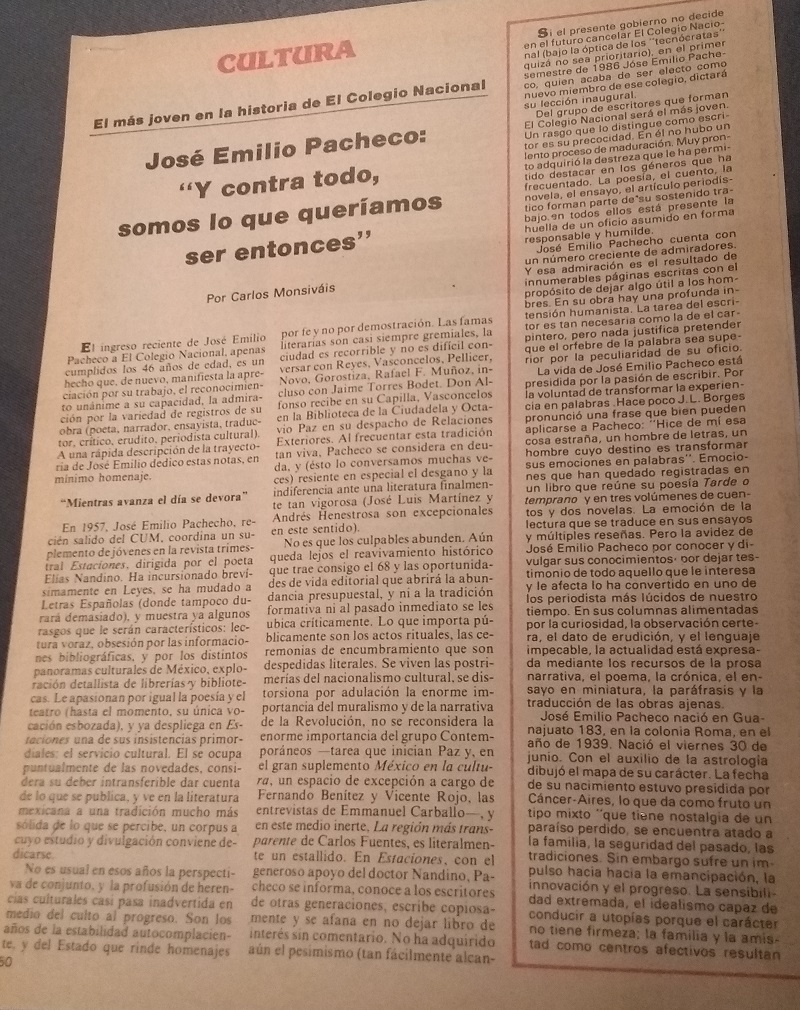 CULTURA
El más joven en la historia de El Colegio Nacional
José Emilio Pacheco:
“Y contra todo,
somos lo que queríamos
ser entonces”
Por Carlos Monsiváis
El ingreso reciente de José Emilio
Pacheco a El Colegio Nacional, apenas
cumplidos los 46 años de edad, es un
hecho que, de nuevo, manifiesta la apre-
ciación por su trabajo, el reconocimien-
to unánime a su capacidad, la admira-
ción por la variedad de registros de su
obra (poeta, narrador, ensayista, traduc-
tor, crítico, erudito, periodista cultural).
A una rápida descripción de la trayecto-
ria de José Emilio dedico estas notas, en
mínimo homenaje.
“Mientras avanza el día se devora”
En 1957, José Emilio Pachecho, re-
cién salido del CUM, coordina un su-
plemento de jóvenes en la revista trimes-
tral Estaciones, dirigida por el poeta
Elías Nandino. Ha incursionado breví-
simamente en Leyes, se ha mudado a
Letras Españolas (donde tampoco du-
rará demasiado), y muestra ya algunos
rasgos que le serán característicos: lec-
tura voraz, obsesión por las informacio-
nes bibliográficas, y por los distintos
panoramas culturales de México, explo-
ración detallista de librerías y bibliote-
cas. Le apasionan por igual la poesía y el
teatro (hasta el momento, su única vo-
cación esbozada), y ya despliega en Es-
taciones una de sus insistencias primor-
diales: el servicio cultural. El se ocupa
puntualmente de las novedades, consi-
dera su deber intransferible dar cuenta
de lo que se publica, y ve en la literatura
mexicana a una tradición mucho más
sólida de lo que se percibe, un corpus a
cuyo estudio y divulgación conviene de-
dicarse.
No es usual en esos años la perspecti-
va de conjunto, y la profusión de heren-
cias culturales casi pasa inadvertida en
medio del culto al progreso. Son los
años de la estabilidad autocomplacien-
te, y del Estado que rinde homenajes
50
por fe y no por demostración. Las famas
literarias son casi siempre gremiales, la
ciudad es recorrible y no es difícil con-
versar con Reyes, Vasconcelos, Pellicer,
Novo, Gorostiza, Rafael F. Muñoz, in-
cluso con Jaime Torres Bodet. Don Al-
fonso recibe en su Capilla, Vasconcelos
en la Biblioteca de la Ciudadela y Octa-
vio Paz en su despacho de Relaciones
Exteriores. Al frecuentar esta tradición
tan viva, Pacheco se considera en deu-
da, y (ésto lo conversamos muchas ve-
ces) resiente en especial el desgano y la
indiferencia ante una literatura finalmen-
te tan vigorosa (José Luis Martínez y
Andrés Henestrosa son excepcionales
en este sentido).
No es que los culpables abunden. Aún
queda lejos el reavivamiento histórico
que trae consigo el 68 y las oportunida-
des de vida editorial que abrirá la abun-
dancia presupuestal, y ni a la tradición
formativa ni al pasado inmediato se les
ubica críticamente. Lo que importa pú-
blicamente son los actos rituales, las ce-
remonias de encumbramiento que son
despedidas literales. Se viven las postri-
merías del nacionalismo cultural, se dis-
torsiona por adulación la enorme im-
portancia del muralismo y de la narrativa
de la Revolución, no se reconsidera la
enorme importancia del grupo Contem-
poráneos —tarea que inician Paz y, en
el gran suplemento México en la cultu-
ra, un espacio de excepción a cargo de
Fernando Benítez y Vicente Rojo, las
entrevistas de Emmanuel Carballo—, y
en este medio inerte, La región más trans-
parente de Carlos Fuentes, es literalmen-
te un estallido. En Estaciones, con el
generoso apoyo del doctor Nandino, Pa-
checo se informa, conoce a los escritores
de otras generaciones, escribe copiosa-
mente y se afana en no dejar libro de
interés sin comentario. No ha adquirido
aún el pesimismo (tan fácilmente alcan-
Si el presente gobierno no decide
en el futuro cancelar El Colegio Nacio-
nal (bajo la óptica de los “tecnócratas”
quizá no sea prioritario), en el primer
semestre de 1986 Jóse Emilio Pache-
co, quien acaba de ser electo como
nuevo miembro de ese colegio, dictará
su lección inaugural.
Del grupo de escritores que forman
El Colegio Nacional será el más joven.
Un rasgo que lo distingue como escri-
tor es su precocidad. En él no hubo un
lento proceso de maduración. Muy pron-
to adquirió la destreza que le ha permi-
tido destacar en los géneros que ha
frecuentado. La poesía, el cuento, la
novela, el ensayo, el artículo periodís-
tico forman parte de su sostenido tra-
bajo. en todos ellos está presente la
huella de un oficio asumido en forma
responsable y humilde.
José Emilio Pachecho cuenta con
un número creciente de admiradores.
Y esa admiración es el resultado de
innumerables páginas escritas con el
propósito de dejar algo útil a los hom-
bres. En su obra hay una profunda in-
tensión humanista. La tarea del escri-
tor es tan necesaria como la de el car-
pintero, pero nada justifica pretender
que el orfebre de la palabra sea supe-
rior por la peculiaridad de su oficio.
La vida de José Emilio Pacheco está
presidida por la pasión de escribir. Por
la voluntad de transformar la experien-
cia en palabras. Hace poco J.L. Borges
pronunció una frase que bien pueden
aplicarse a Pacheco: “Hice de mí esa
cosa estraña, un hombre de letras, un
hombre cuyo destino es transformar
sus emociones en palabras”. Emocio-
nes que han quedado registradas en
un libro que reúne su poesía Tarde o
temprano y en tres volúmenes de cuen-
tos y dos novelas. La emoción de la
lectura que se traduce en sus ensayos
y múltiples reseñas. Pero la avidez de
José Emilio Pacheco por conocer y di-
vulgar sus conocimientos por dejar tes-
timonio de todo aquello que le interesa
y le afecta lo ha convertido en uno de
los periodista más lúcidos de nuestro
tiempo. En sus columnas alimentadas
por la curiosidad, la observación certe-
ra, el dato de erudición, y el lenguaje
impecable, la actualidad está expresa-
da mediante los recursos de la prosa
narrativa, el poema, la crónica, el en-
sayo en miniatura, la paráfrasis y la
traducción de las obras ajenas.
José Emilio Pacheco nació en Gua-
najuato 183, en la colonia Roma, en el
año de 1939. Nació el viernes 30 de
junio. Con el auxilio de la astrología
dibujó el mapa de su carácter. La fecha
de su nacimiento estuvo presidida por
Cáncer-Aires, lo que da como fruto un
tipo mixto “que tiene nostalgia de un
paraíso perdido, se encuentra atado a
la familia, la seguridad del pasado, las
tradiciones. Sin embargo sufre un im-
pulso hacia hacia la emancipación, la
innovación y el progreso. La sensibili-
dad extremada, el idealismo capaz de
conducir a utopías porque el carácter
no tiene firmeza; la familia y la amis-
tad como centros afectivos resultan